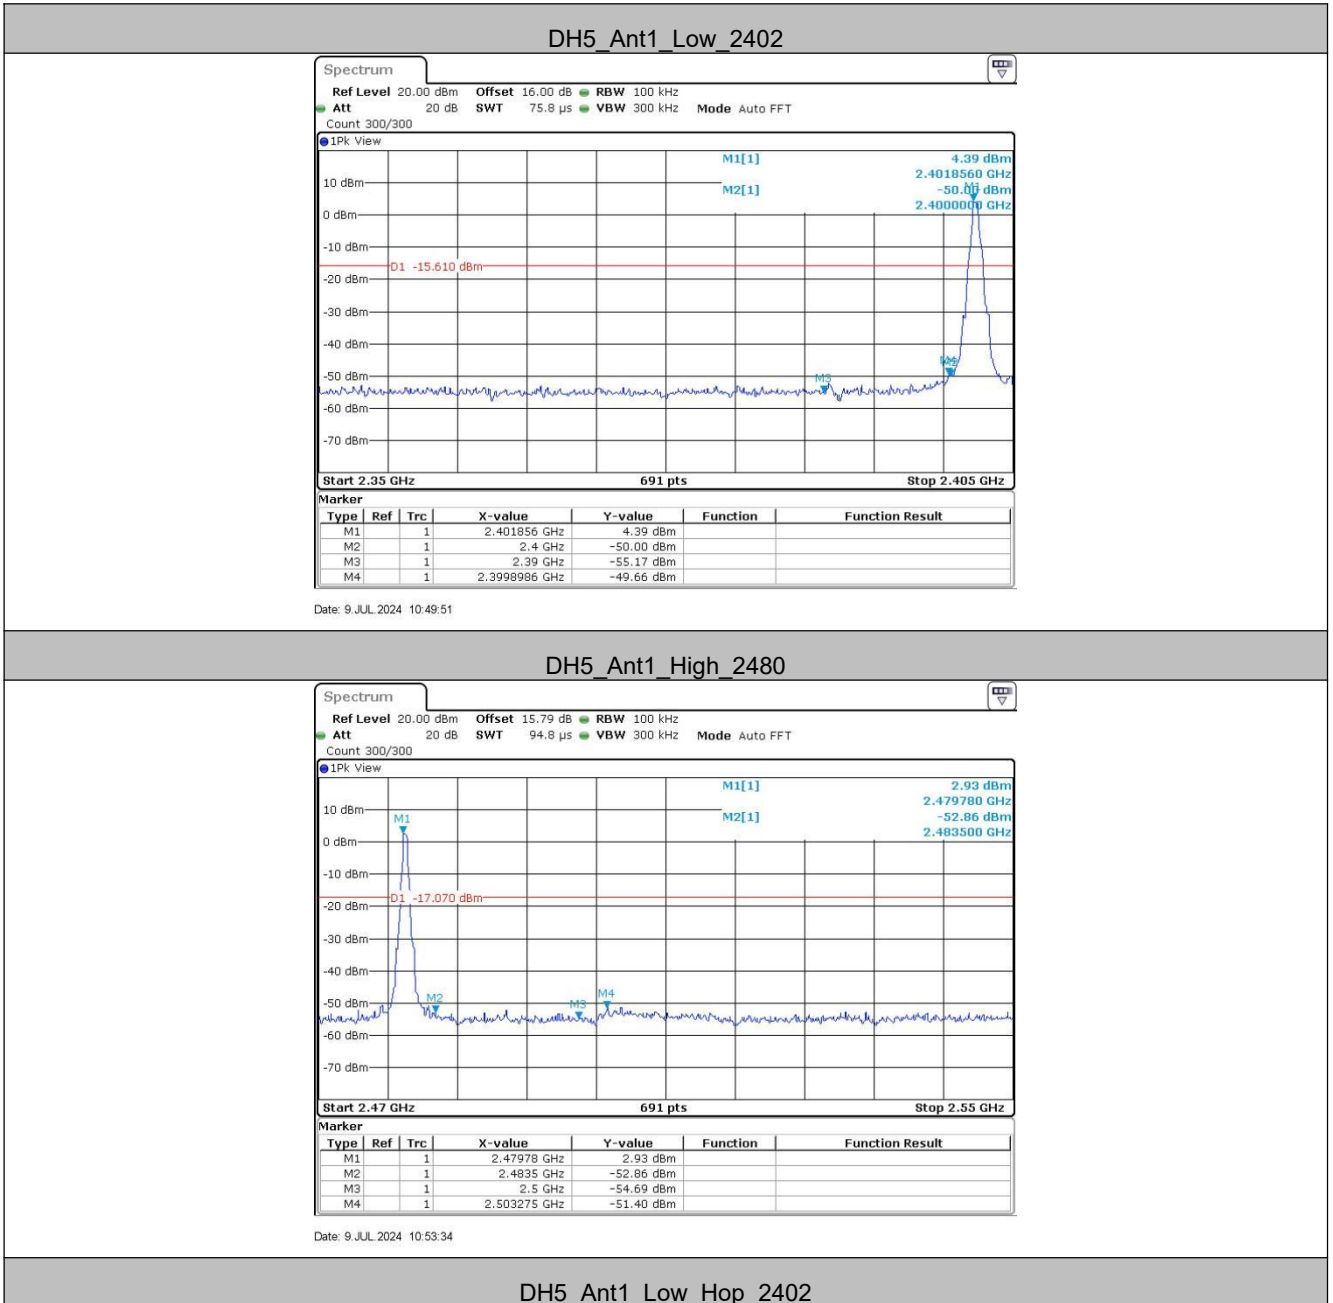 DH5_Ant1_Low_2402
Spectrum
Ref Level 20.00 dBm Offset 16.00 dB RBW 100 kHz
Att 20 dB SWT 75.8 µs VBW 300 kHz Mode Auto FFT
Count 300/300
1Pk View
M1[1] 4.39 dBm
2.4018560 GHz
10 dBm
M1
M2[1] -50.00 dBm
2.4000000 GHz
0 dBm
-10 dBm
D1 -15.610 dBm
-20 dBm
-30 dBm
-40 dBm
M2
M3
-50 dBm
-60 dBm
-70 dBm
Start 2.35 GHz 691 pts Stop 2.405 GHz
Marker
Type Ref Trc X-value Y-value Function Function Result
M1 1 2.401856 GHz 4.39 dBm
M2 1 2.4 GHz -50.00 dBm
M3 1 2.39 GHz -55.17 dBm
M4 1 2.3998986 GHz -49.66 dBm
Date: 9.JUL.2024 10:49:51
DH5_Ant1_High_2480
Spectrum
Ref Level 20.00 dBm Offset 15.79 dB RBW 100 kHz
Att 20 dB SWT 94.8 µs VBW 300 kHz Mode Auto FFT
Count 300/300
1Pk View
M1[1] 2.93 dBm
2.479780 GHz
10 dBm
M1
M2[1] -52.86 dBm
2.483500 GHz
0 dBm
-10 dBm
D1 -17.070 dBm
-20 dBm
-30 dBm
-40 dBm
M2 M3 M4
-50 dBm
-60 dBm
-70 dBm
Start 2.47 GHz 691 pts Stop 2.55 GHz
Marker
Type Ref Trc X-value Y-value Function Function Result
M1 1 2.47978 GHz 2.93 dBm
M2 1 2.4835 GHz -52.86 dBm
M3 1 2.5 GHz -54.69 dBm
M4 1 2.503275 GHz -51.40 dBm
Date: 9.JUL.2024 10:53:34
DH5_Ant1_Low_Hop_2402